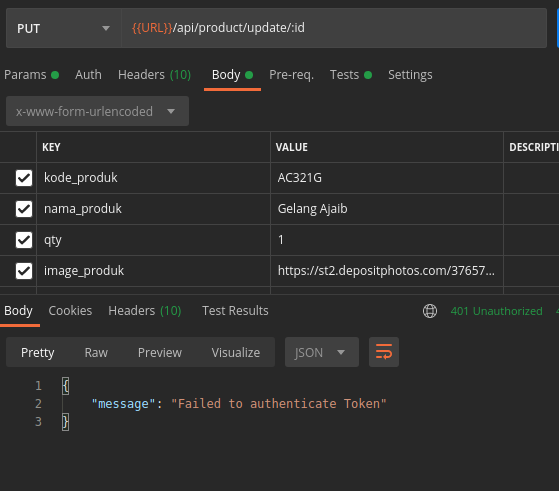 PUT {{URL}}/api/product/update/:id
Params Auth Headers (10) Body Pre-req. Tests Settings
x-www-form-urlencoded
KEY VALUE DESCRIPTI
kode_produk AC321G
nama_produk Gelang Ajaib
qty 1
image_produk https://st2.depositphotos.com/37657...
Body Cookies Headers (10) Test Results 401 Unauthorized
Pretty Raw Preview Visualize JSON
1 {
2 "message": "Failed to authenticate Token"
3 }